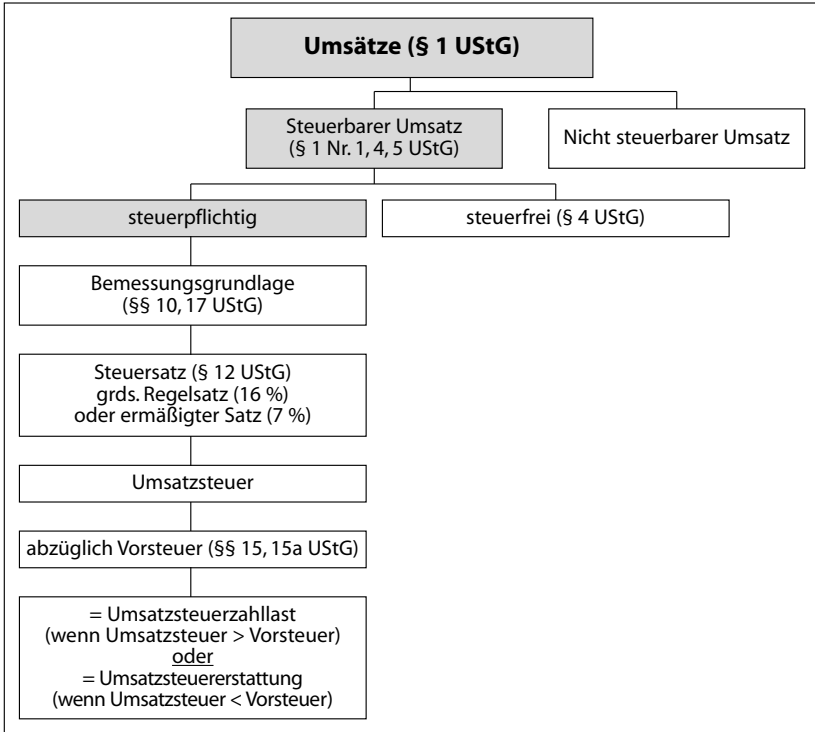 Umsätze (§ 1 UStG)
Steuerbarer Umsatz
(§ 1 Nr. 1, 4, 5 UStG)
Nicht steuerbarer Umsatz
steuerpflichtig
steuerfrei (§ 4 UStG)
Bemessungsgrundlage
(§§ 10, 17 UStG)
Steuersatz (§ 12 UStG)
grds. Regelsatz (16 %)
oder ermäßigter Satz (7 %)
Umsatzsteuer
abzüglich Vorsteuer (§§ 15, 15a UStG)
= Umsatzsteuerzahllast
(wenn Umsatzsteuer > Vorsteuer)
oder
= Umsatzsteuererstattung
(wenn Umsatzsteuer < Vorsteuer)